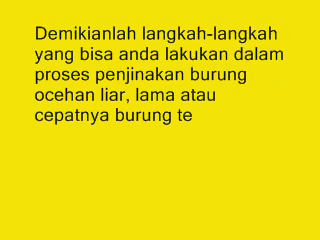 Demikianlah langkah-langkah
yang bisa anda lakukan dalam
proses penjinakan burung
ocehan liar, lama atau
cepatnya burung te